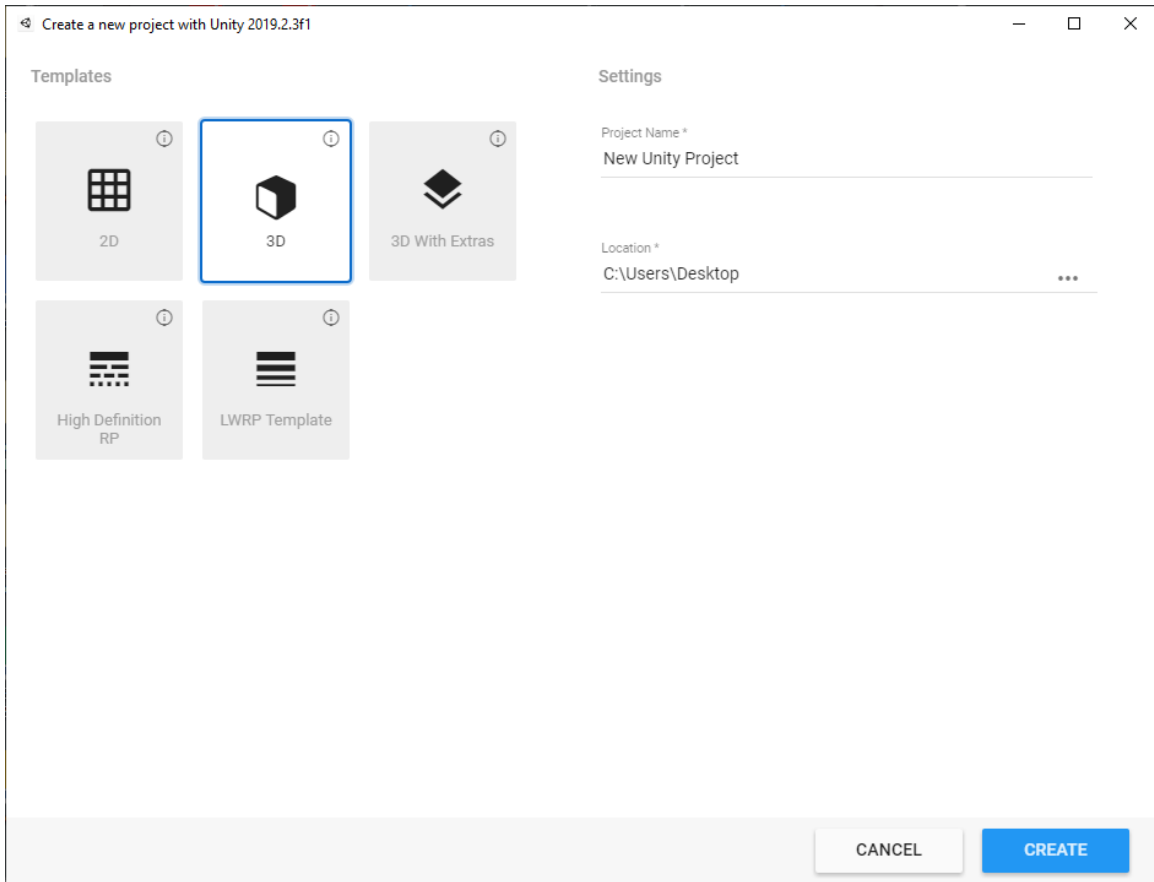 Create a new project with Unity 2019.2.3f1
Templates
Settings
2D
3D
3D With Extras
High Definition
RP
LWRP Template
Project Name *
New Unity Project
Location *
C:\Users\Desktop
CANCEL
CREATE